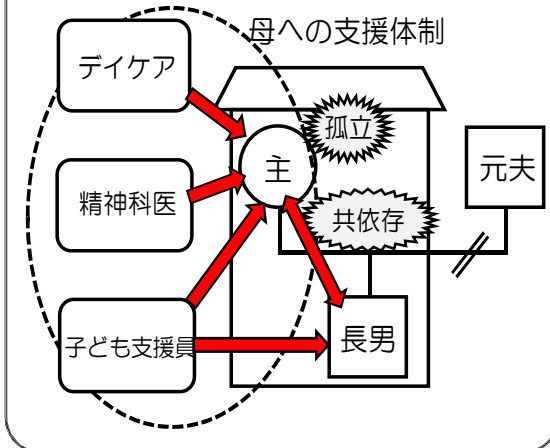 母への支援体制
デイケア
孤立
主
元夫
精神科医
共依存
子ども支援員
長男